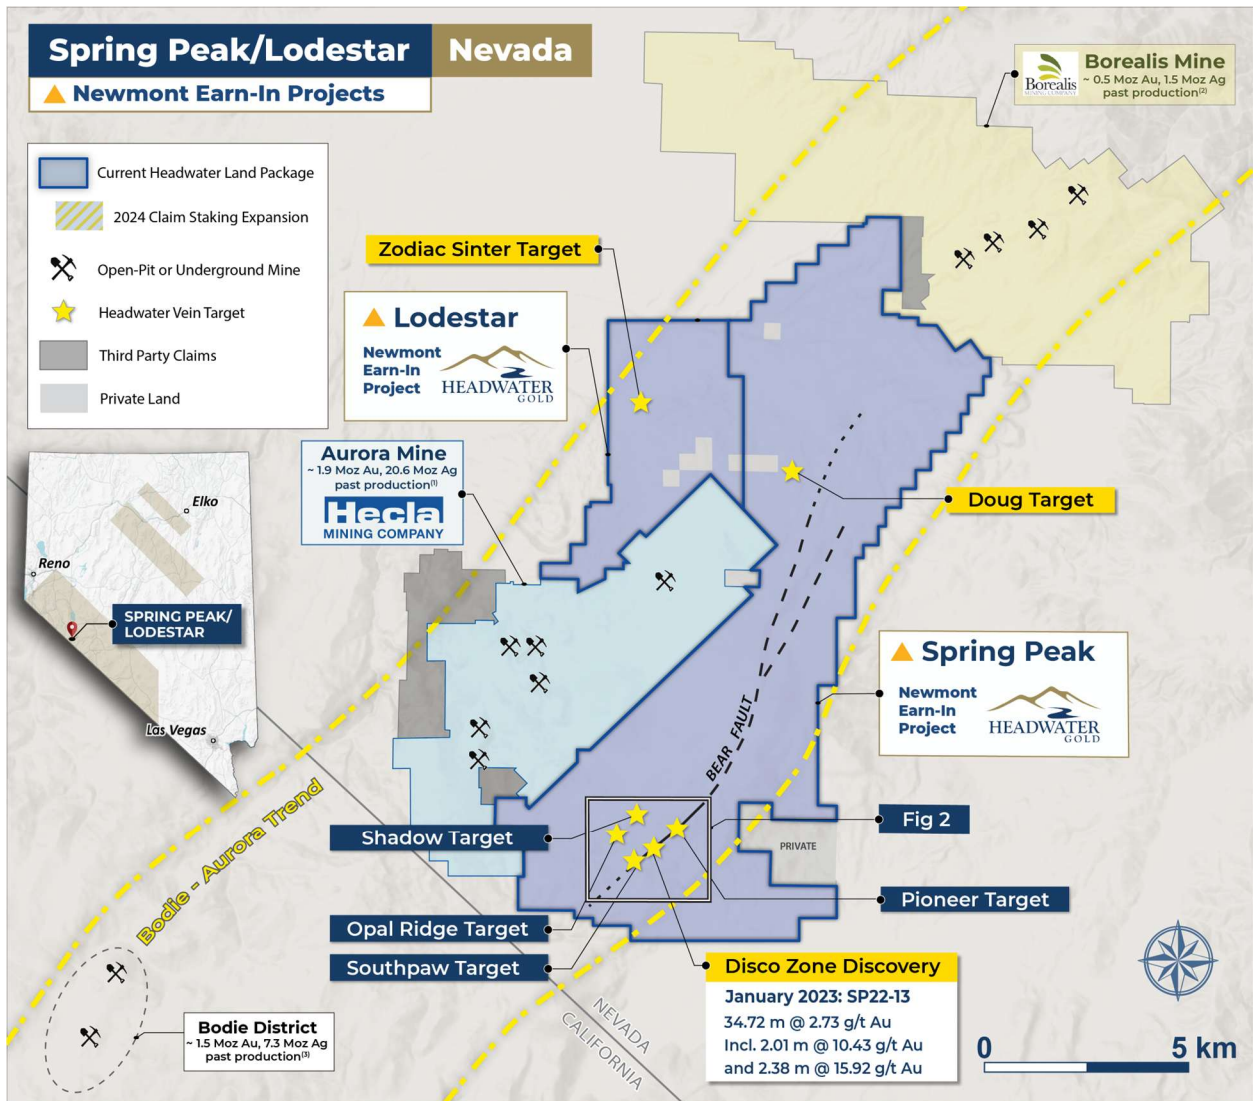 Spring Peak/Lodestar Nevada
Newmont Earn-In Projects
Current Headwater Land Package
2024 Claim Staking Expansion
Open-Pit or Underground Mine
Headwater Vein Target
Third Party Claims
Private Land
Borealis
MINING COMPANY
Borealis Mine
~ 0.5 Moz Au, 1.5 Moz Ag
past production(2)
Zodiac Sinter Target
Lodestar
Newmont
Earn-In
Project
HEADWATER
GOLD
Aurora Mine
~ 1.9 Moz Au, 20.6 Moz Ag
past production(1)
Hecla
MINING COMPANY
Doug Target
Elko
Reno
SPRING PEAK/
LODESTAR
Las Vegas
Spring Peak
Newmont
Earn-In
Project
HEADWATER
GOLD
BEAR FAULT
Bodie - Aurora Trend
Shadow Target
Fig 2
PRIVATE
Pioneer Target
Opal Ridge Target
Southpaw Target
Disco Zone Discovery
January 2023: SP22-13
34.72 m @ 2.73 g/t Au
Incl. 2.01 m @ 10.43 g/t Au
and 2.38 m @ 15.92 g/t Au
Bodie District
~ 1.5 Moz Au, 7.3 Moz Ag
past production(3)
NEVADA
CALIFORNIA
0 5 km